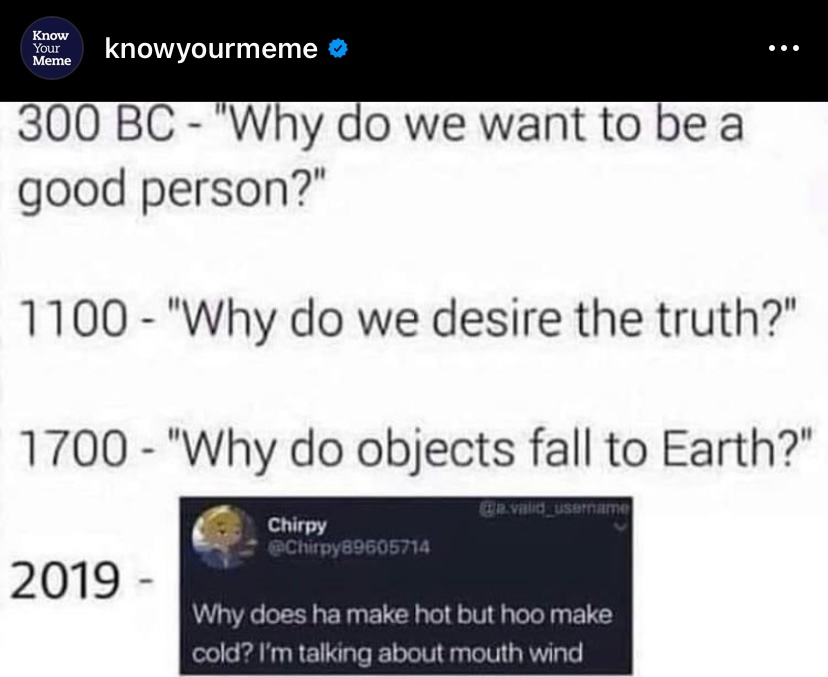 Know
Your
Meme
knowyourmeme
300 BC - "Why do we want to be a
good person?"
1100 - "Why do we desire the truth?"
1700 - "Why do objects fall to Earth?"
2019 -
@a.valid_username
Chirpy
@Chirpy89605714
Why does ha make hot but hoo make
cold? I'm talking about mouth wind